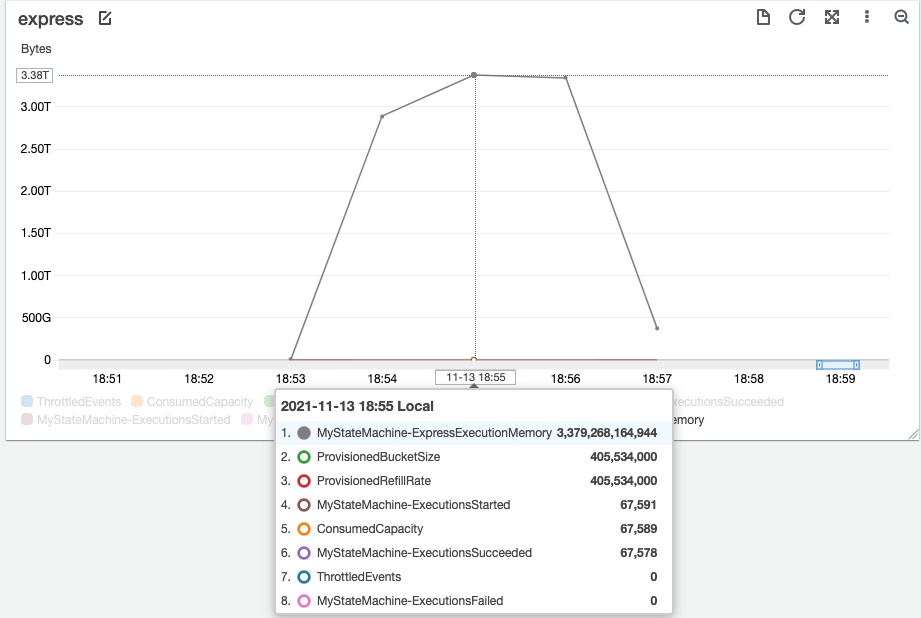 express
Bytes
3.38T
3.00T
2.50T
2.00T
1.50T
1.00T
500G
0
18:51 18:52 18:53 18:54 11-13 18:55 18:56 18:57 18:58 18:59
ThrottledEvents ConsumedCapacity xecutionsSucceeded
MyStateMachine-ExecutionsStarted My emory
2021-11-13 18:55 Local
1. MyStateMachine-ExpressExecutionMemory 3,379,268,164,944
2. ProvisionedBucketSize 405,534,000
3. ProvisionedRefillRate 405,534,000
4. MyStateMachine-ExecutionsStarted 67,591
5. ConsumedCapacity 67,589
6. MyStateMachine-ExecutionsSucceeded 67,578
7. ThrottledEvents 0
8. MyStateMachine-ExecutionsFailed 0